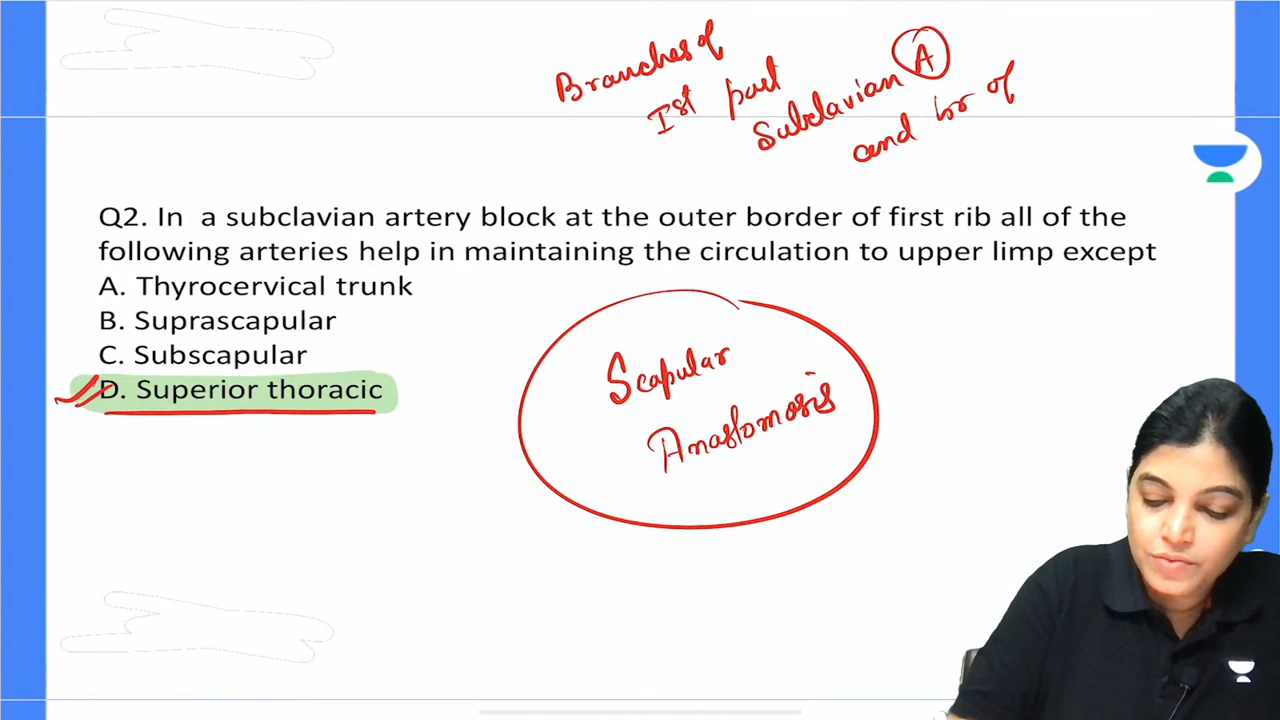 Branches of
Ist part
Subclavian A
and br of
Q2. In a subclavian artery block at the outer border of first rib all of the
following arteries help in maintaining the circulation to upper limp except
A. Thyrocervical trunk
B. Suprascapular
C. Subscapular
D. Superior thoracic
Scapular
Anastomosis